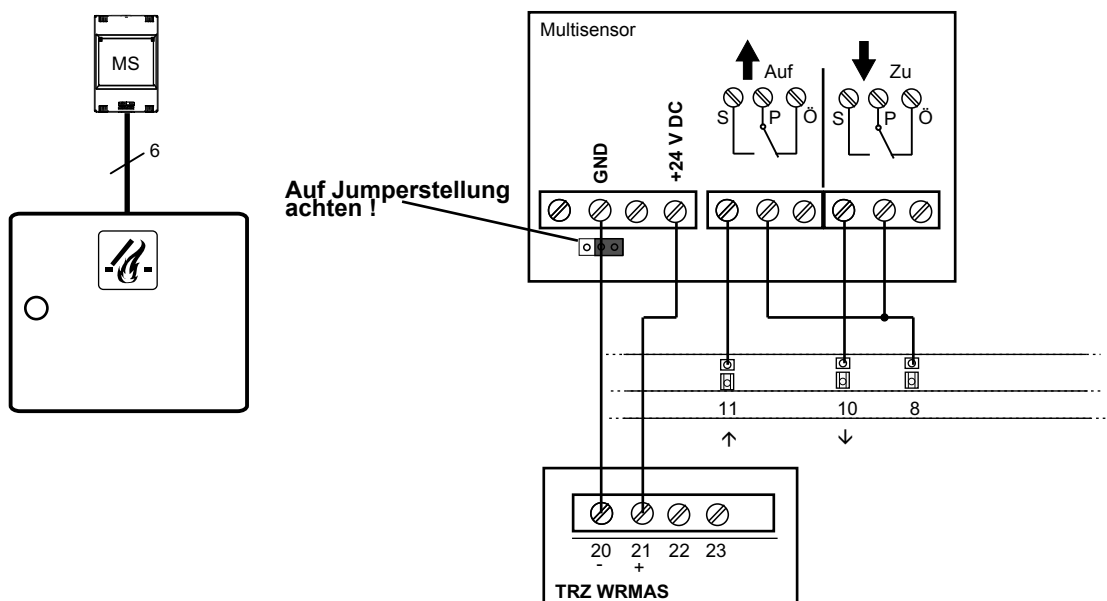 MS
6
Multisensor
Auf
Zu
S P Ö
S P Ö
GND
+24 V DC
Auf Jumperstellung
achten !
11 10 8
↑ ↓
20 21 22 23
- +
TRZ WRMAS